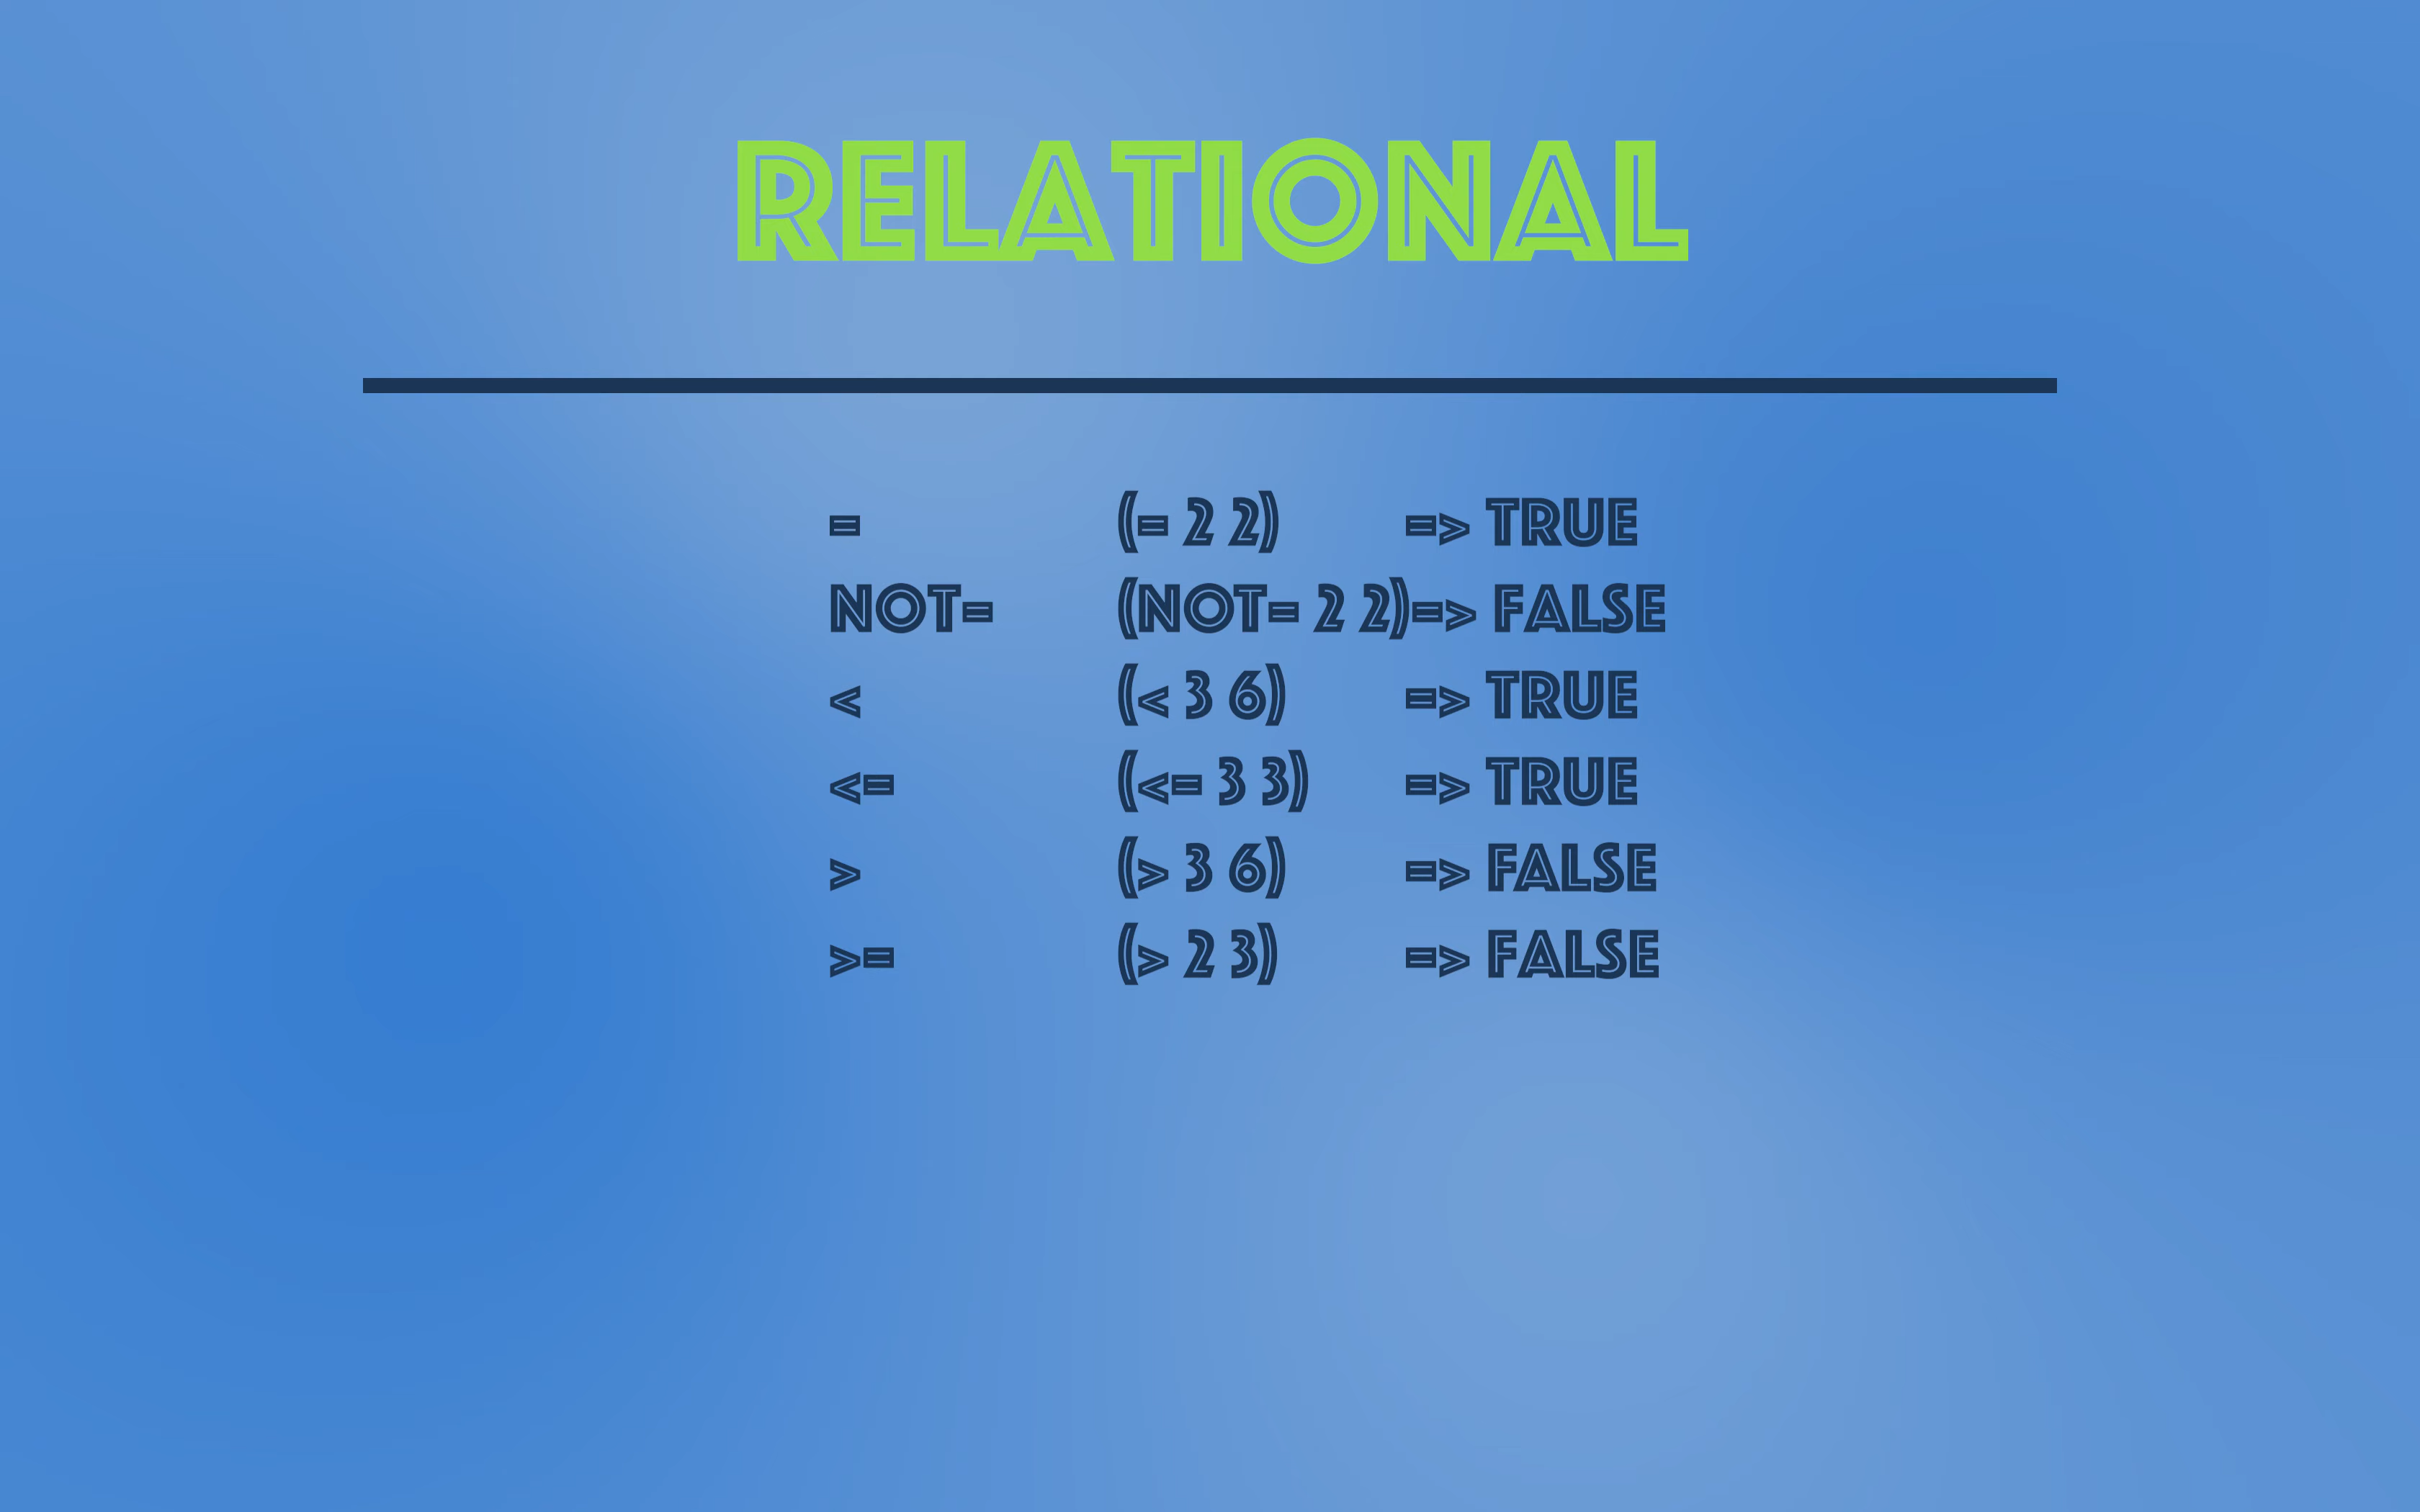 RELATIONAL
= (= 2 2) => TRUE
NOT= (NOT= 2 2)=> FALSE
< (< 3 6) => TRUE
<= (<= 3 3) => TRUE
> (> 3 6) => FALSE
>= (> 2 3) => FALSE